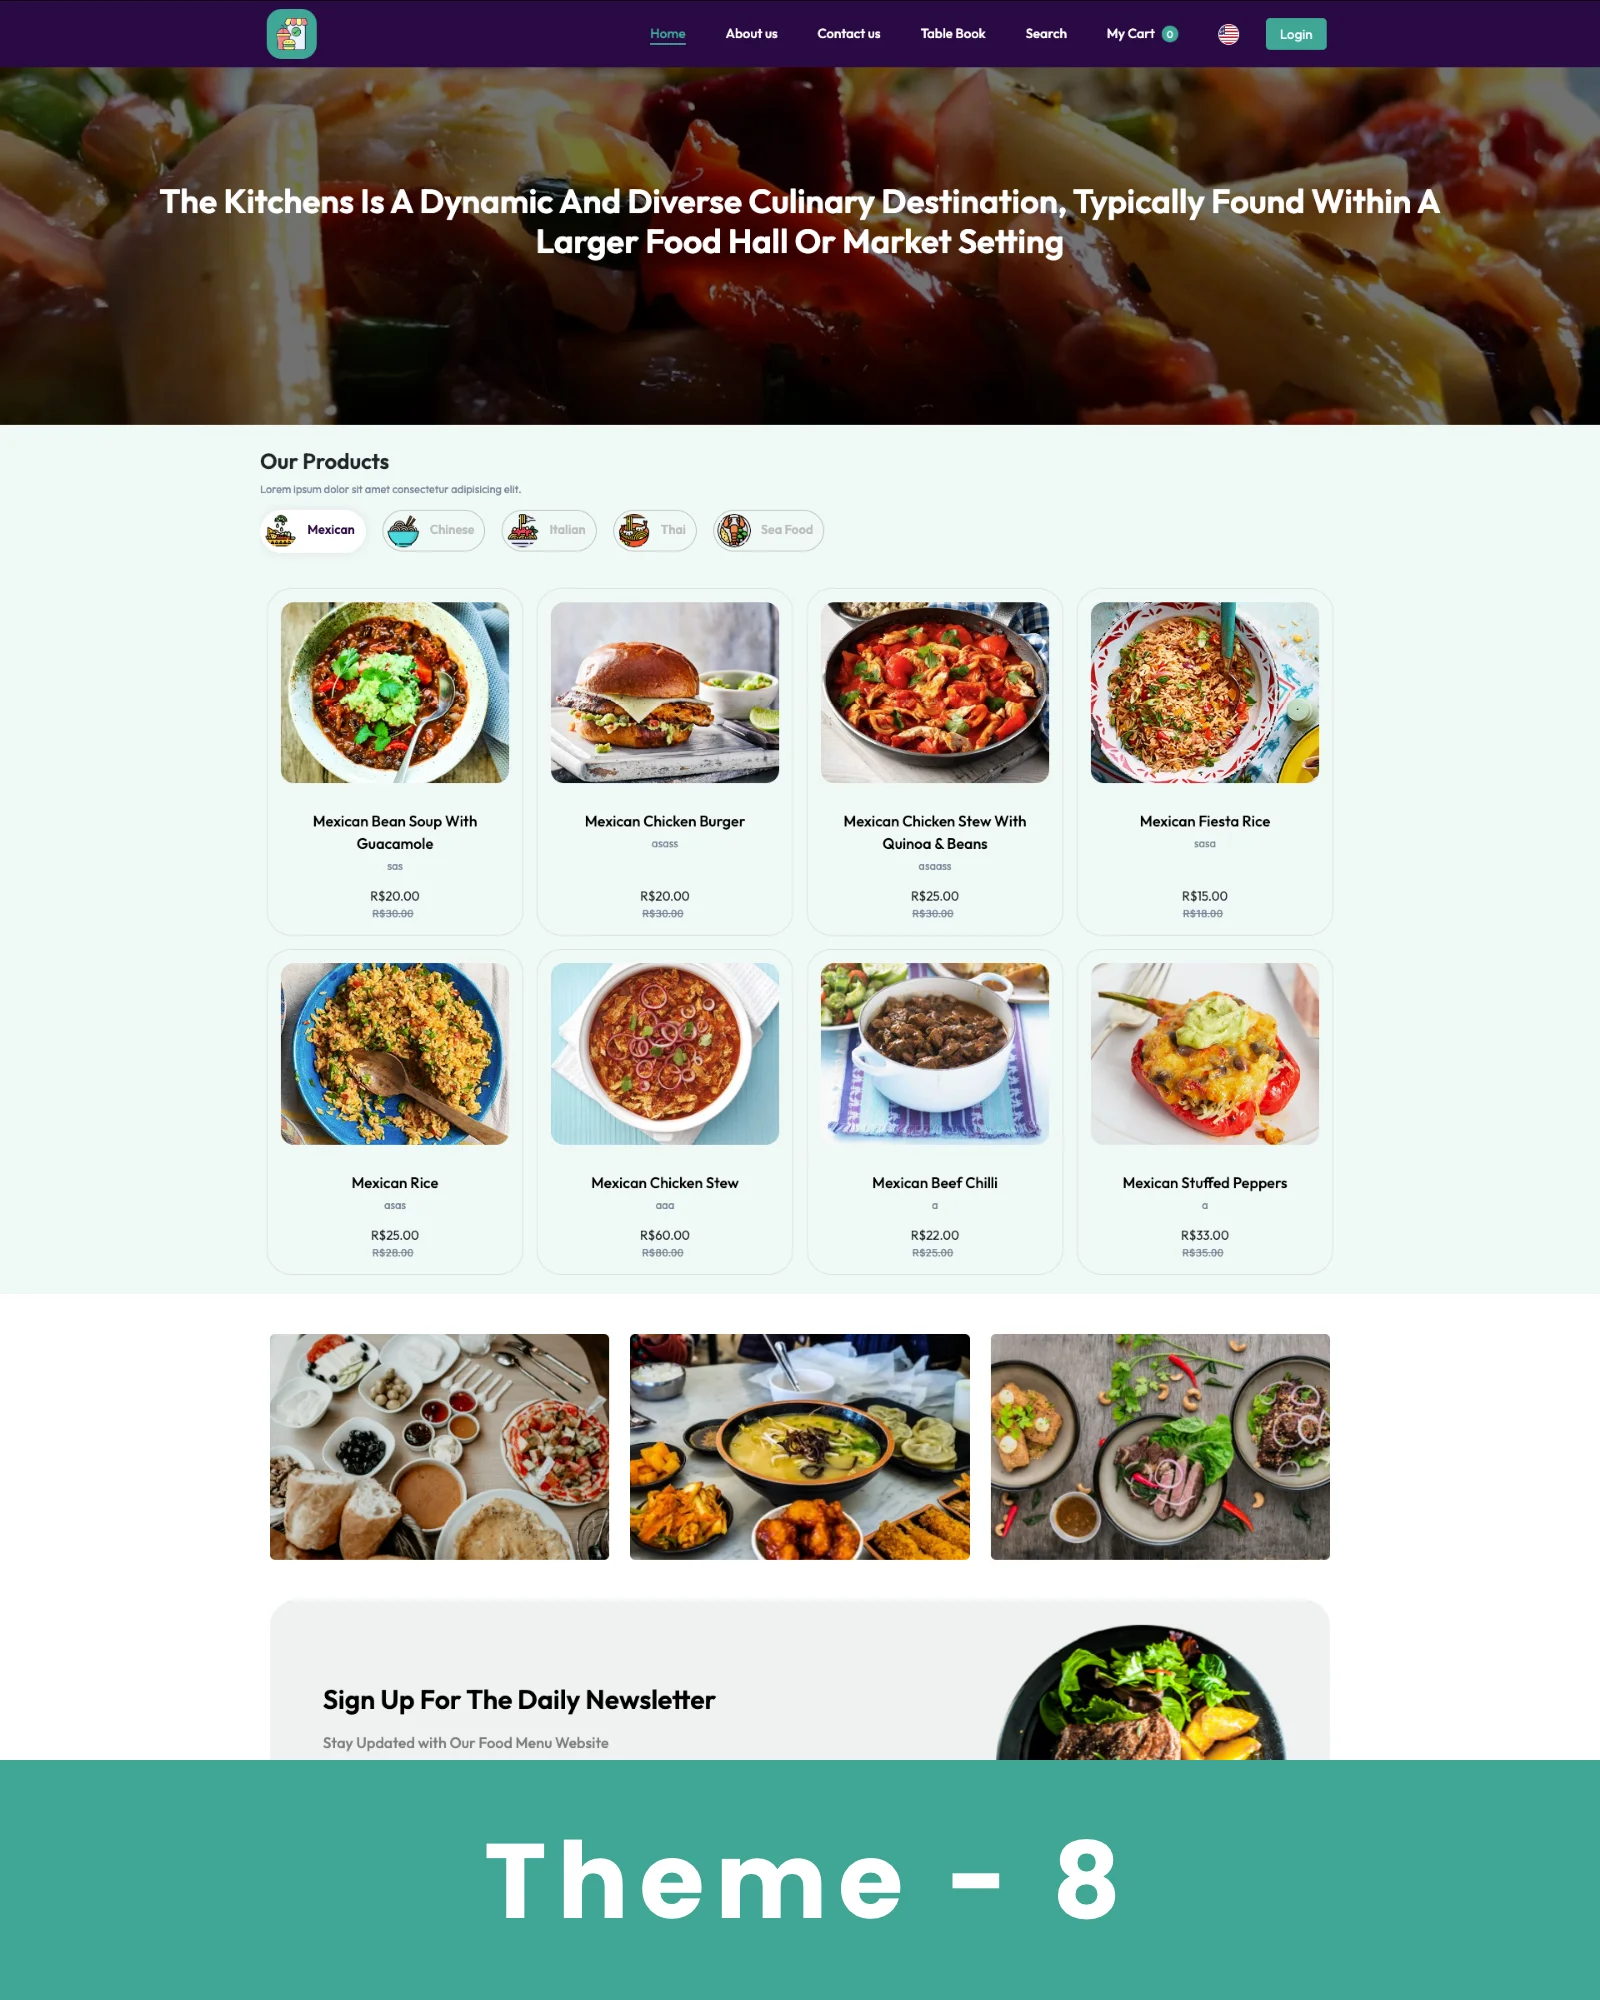 Home
About us
Contact us
Table Book
Search
My Cart 0
Login
The Kitchens Is A Dynamic And Diverse Culinary Destination, Typically Found Within A
Larger Food Hall Or Market Setting
Our Products
Lorem ipsum dolor sit amet consectetur adipisicing elit.
Mexican
Chinese
Italian
Thai
Sea Food
Mexican Bean Soup With
Guacamole
sas
R$20.00
R$30.00
Mexican Chicken Burger
asass
R$20.00
R$30.00
Mexican Chicken Stew With
Quinoa & Beans
asaass
R$25.00
R$30.00
Mexican Fiesta Rice
sasa
R$15.00
R$18.00
Mexican Rice
asas
R$25.00
R$28.00
Mexican Chicken Stew
aaa
R$60.00
R$80.00
Mexican Beef Chilli
a
R$22.00
R$25.00
Mexican Stuffed Peppers
a
R$33.00
R$35.00
Sign Up For The Daily Newsletter
Stay Updated with Our Food Menu Website
Theme - 8